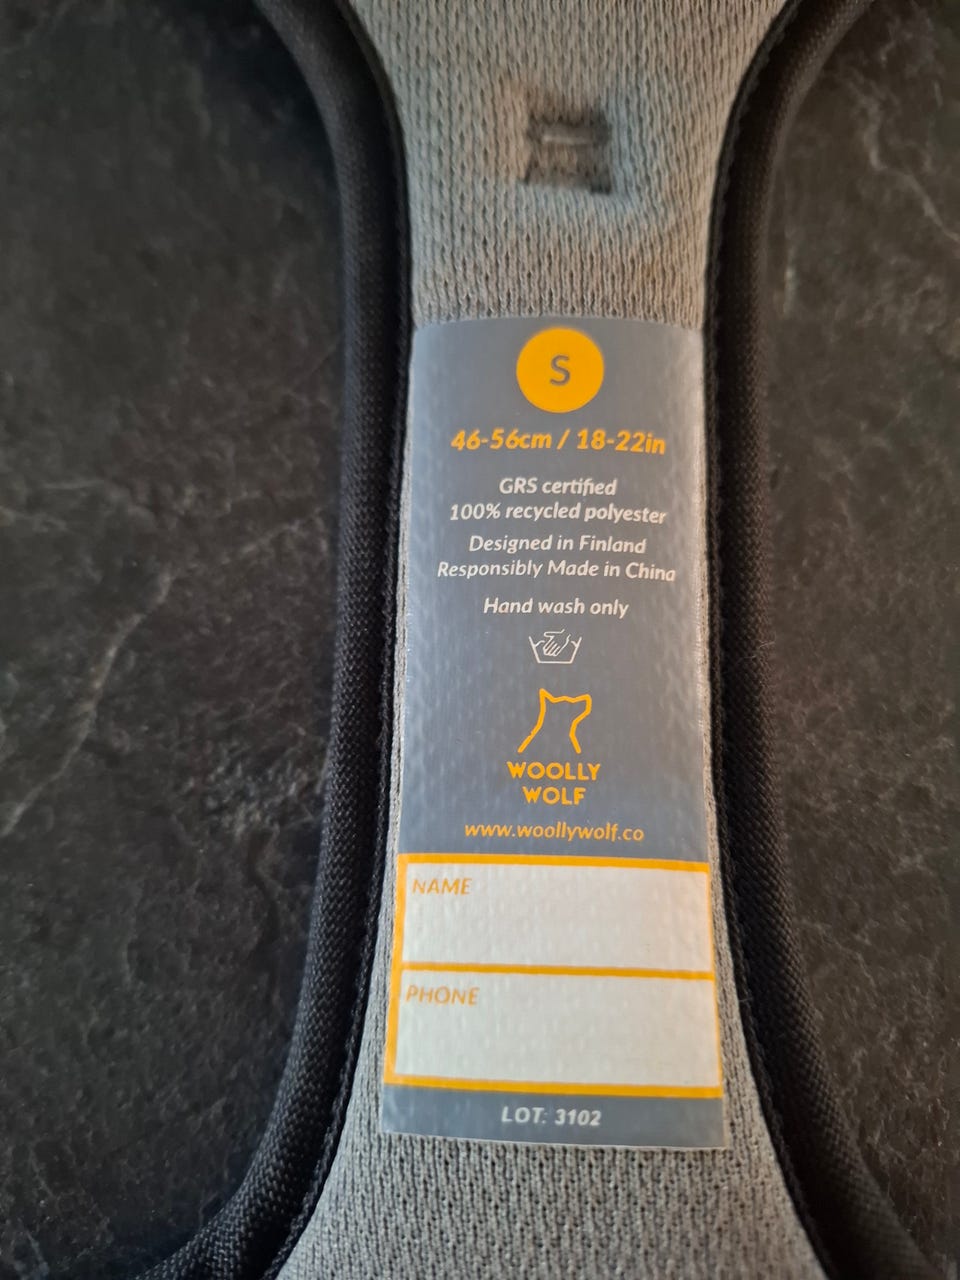 S
46-56cm / 18-22in
GRS certified
100% recycled polyester
Designed in Finland
Responsibly Made in China
Hand wash only
WOOLLY
WOLF
www.woollywolf.co
NAME
PHONE
LOT: 3102